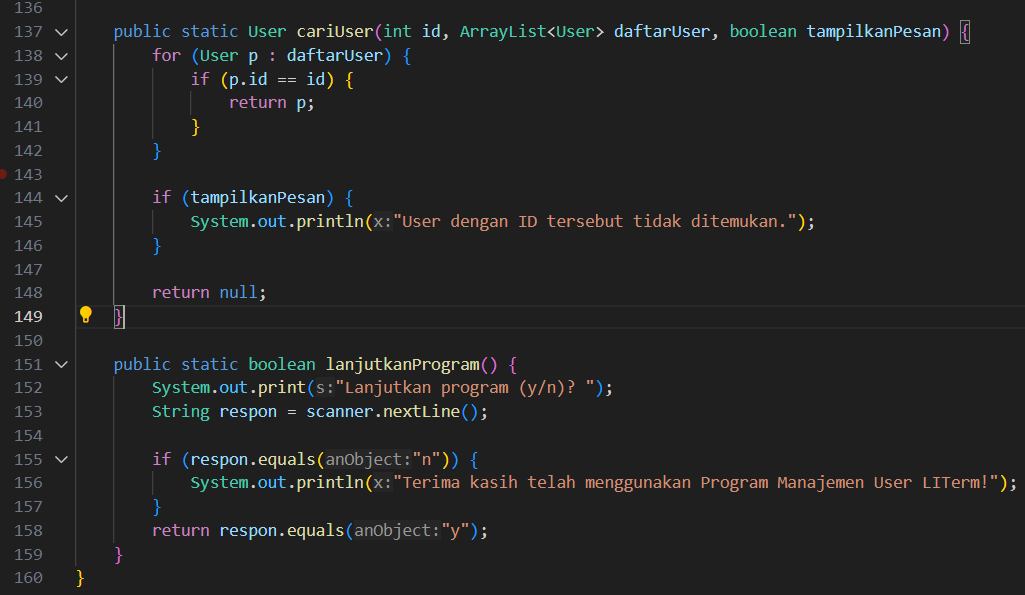 136
137 public static User cariUser(int id, ArrayList<User> daftarUser, boolean tampilkanPesan) {
138 for (User p : daftarUser) {
139 if (p.id == id) {
140 return p;
141 }
142 }
143
144 if (tampilkanPesan) {
145 System.out.println(x:"User dengan ID tersebut tidak ditemukan.");
146 }
147
148 return null;
149 }
150
151 public static boolean lanjutkanProgram() {
152 System.out.print(s:"Lanjutkan program (y/n)? ");
153 String respon = scanner.nextLine();
154
155 if (respon.equals(anObject:"n")) {
156 System.out.println(x:"Terima kasih telah menggunakan Program Manajemen User LITerm!");
157 }
158 return respon.equals(anObject:"y");
159 }
160 }